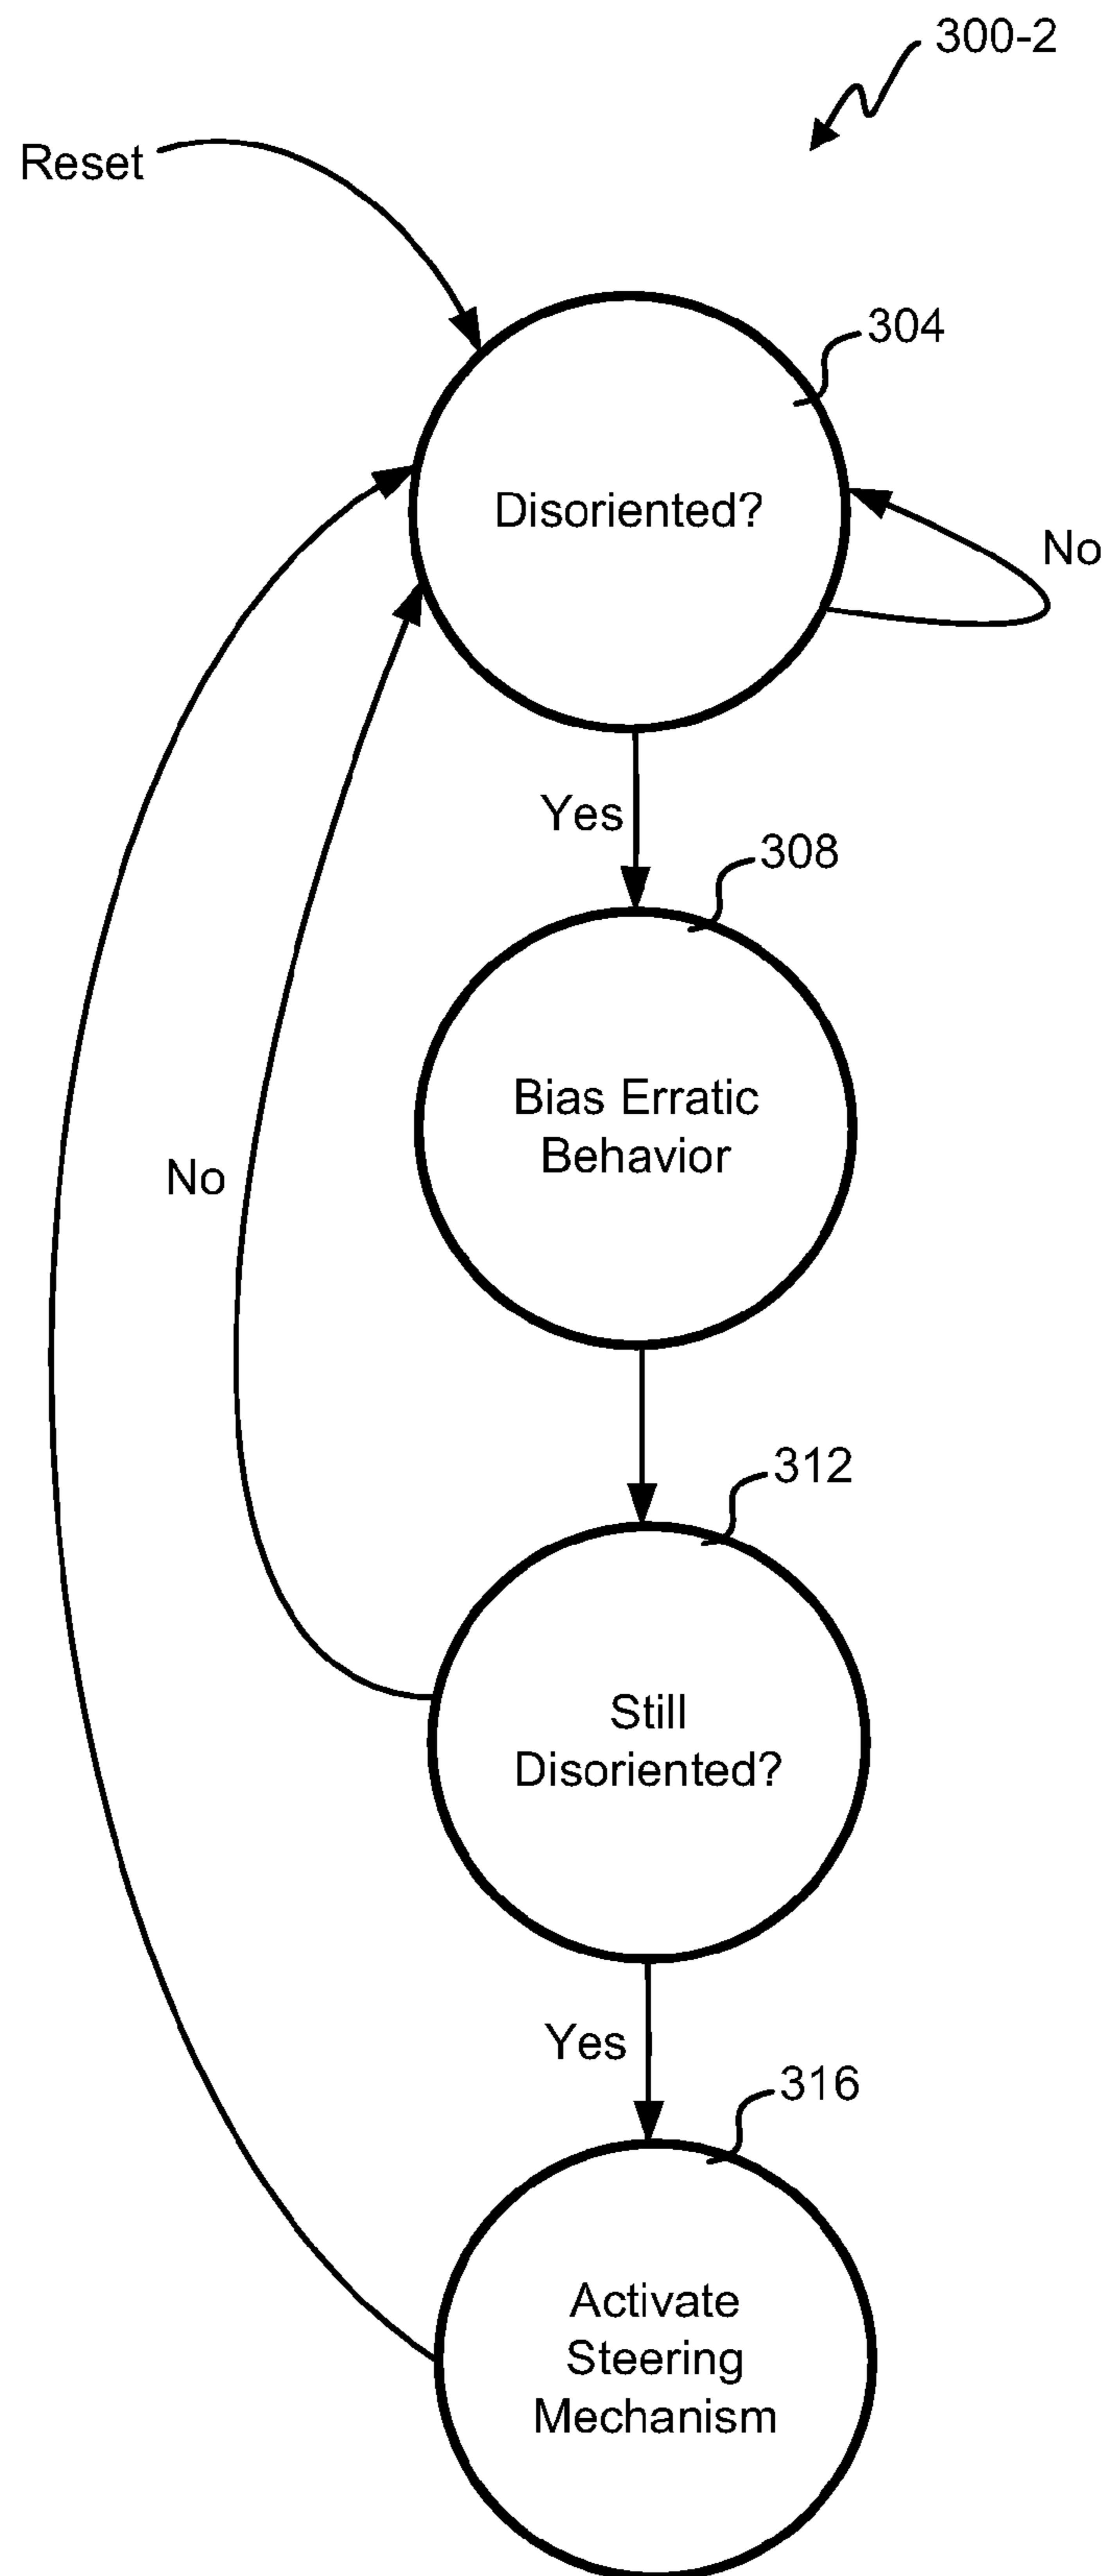 300-2
Reset
304
Disoriented?
No
Yes
308
Bias Erratic
Behavior
No
312
Still
Disoriented?
Yes
316
Activate
Steering
Mechanism